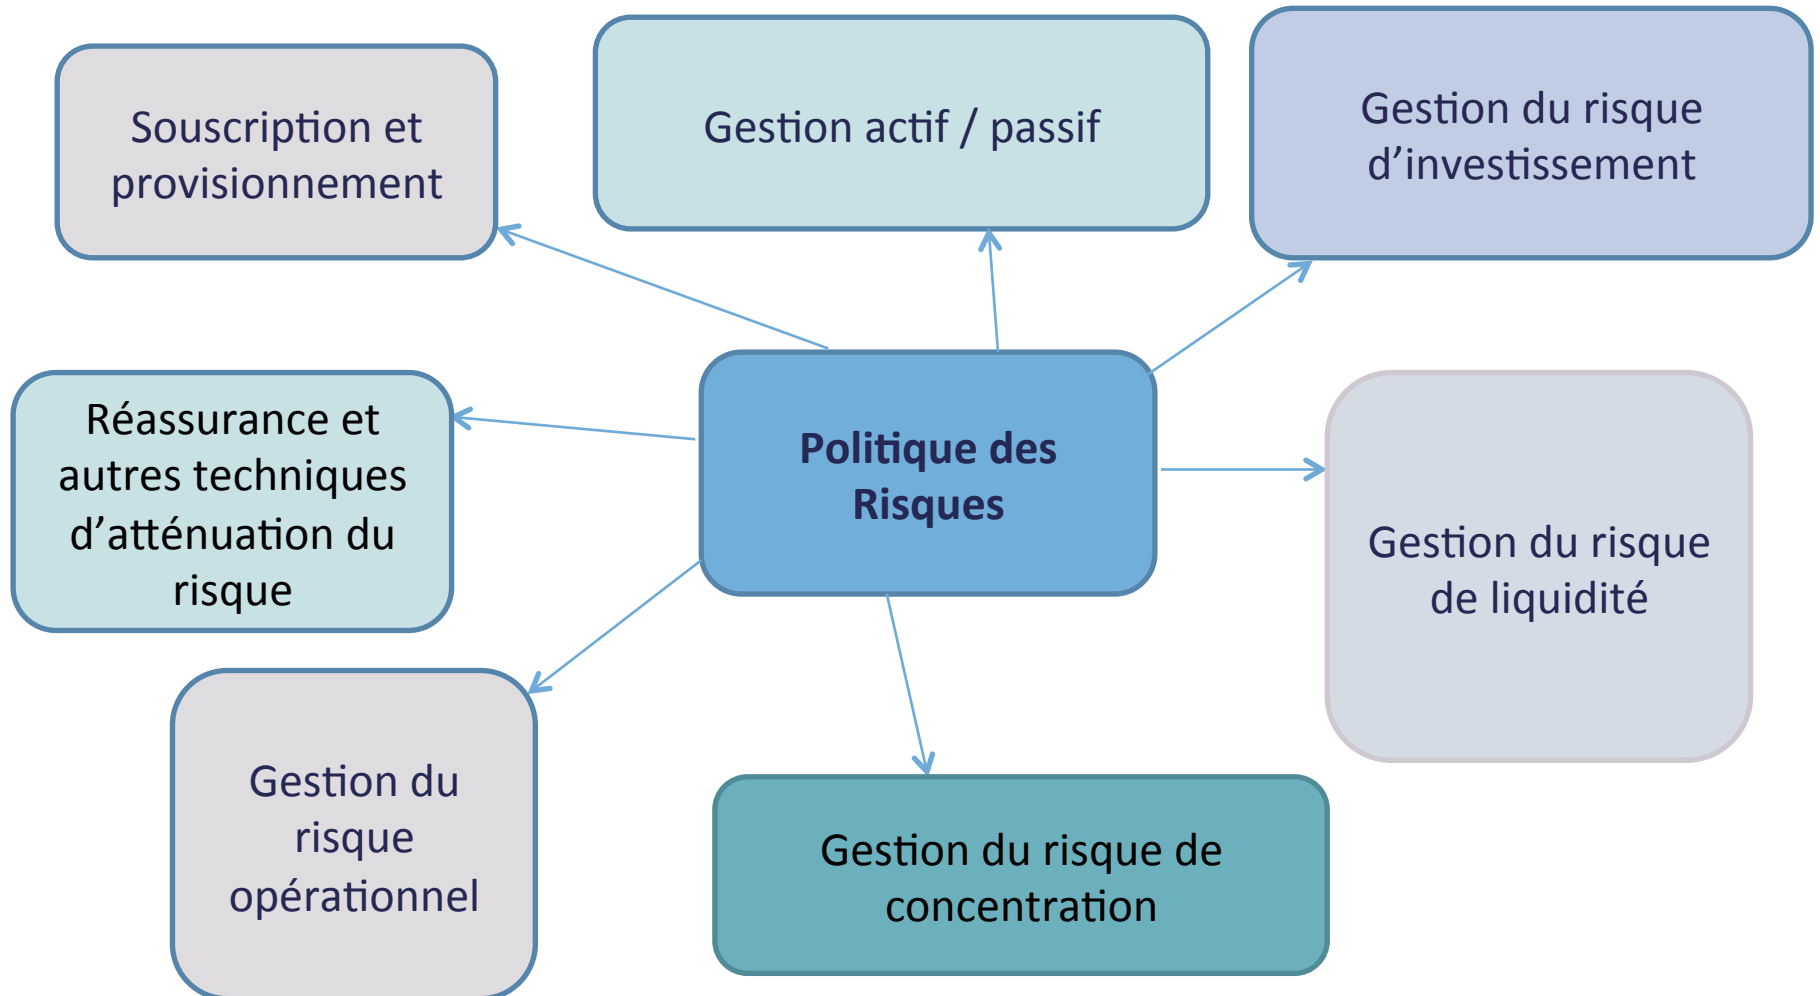 Souscription et
provisionnement
Gestion actif / passif
Gestion du risque
d’investissement
Réassurance et
autres techniques
d’atténuation du
risque
Politique des
Risques
Gestion du risque
de liquidité
Gestion du
risque
opérationnel
Gestion du risque de
concentration